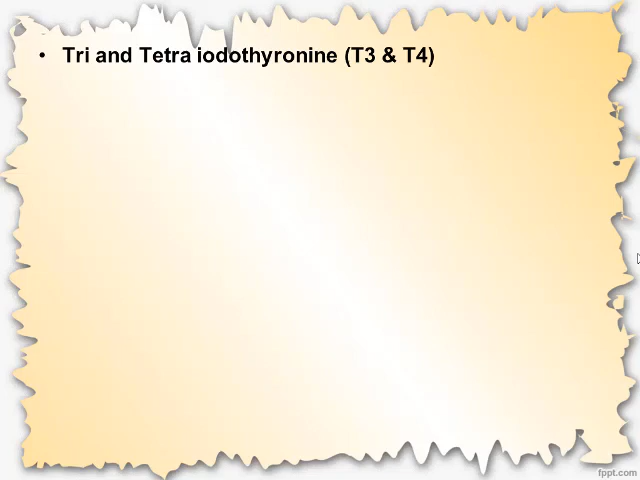 • Tri and Tetra iodothyronine (T3 & T4)
fppt.com